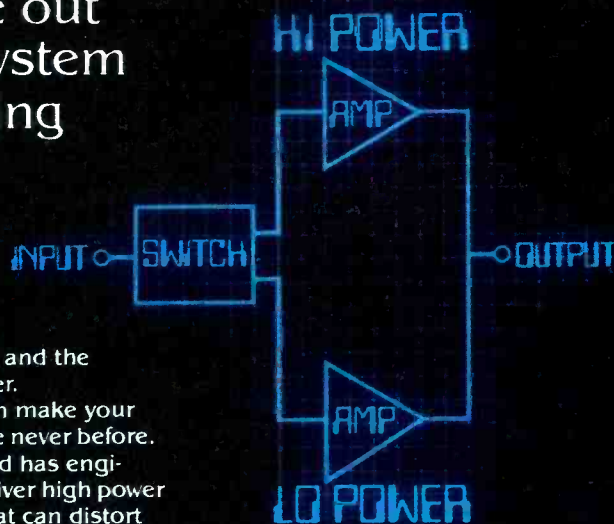 out
ystem
ng
HI POWER
AMP
INPUT
SWITCH
OUTPUT
AMP
LO POWER
and the
er.
n make your
e never before.
d has engi-
iver high power
at can distort